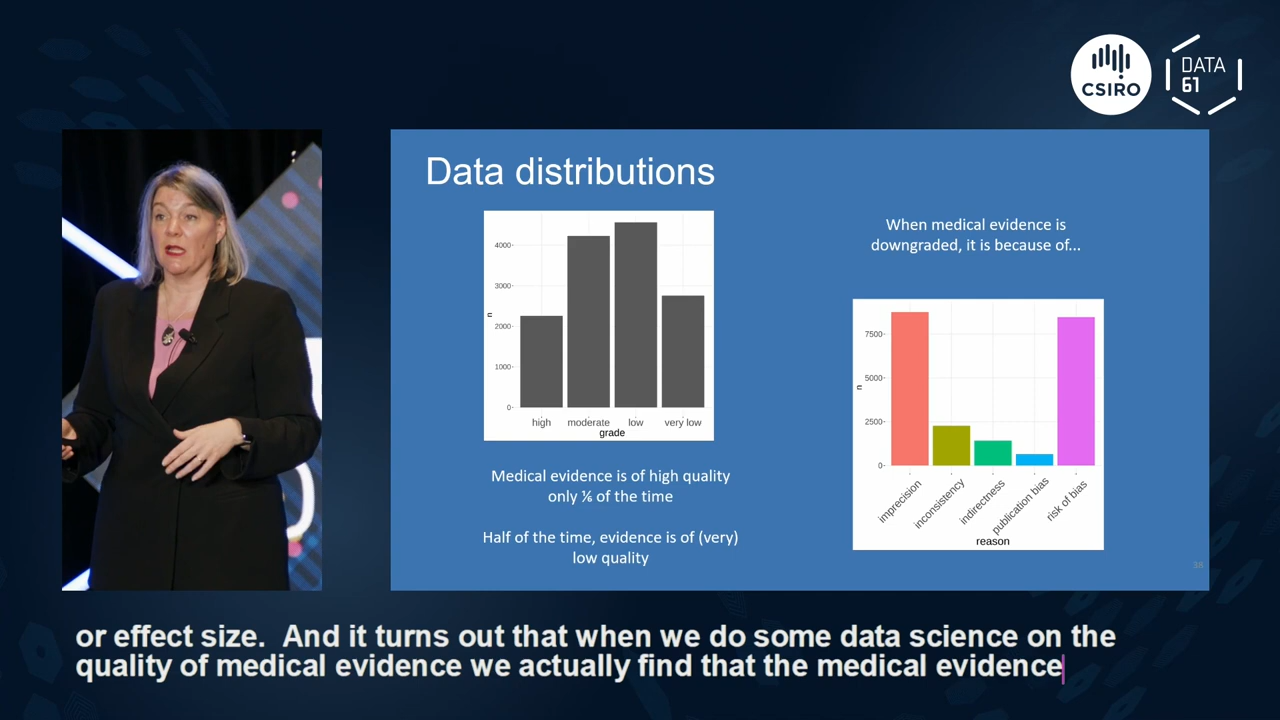 CSIRO
DATA
61
Data distributions
4000
3000
2000
1000
0
n
high moderate low very low
grade
Medical evidence is of high quality
only ⅙ of the time
Half of the time, evidence is of (very)
low quality
When medical evidence is
downgraded, it is because of...
7500
5000
2500
0
n
imprecision
inconsistency
indirectness
publication bias
risk of bias
reason
38
or effect size. And it turns out that when we do some data science on the
quality of medical evidence we actually find that the medical evidence